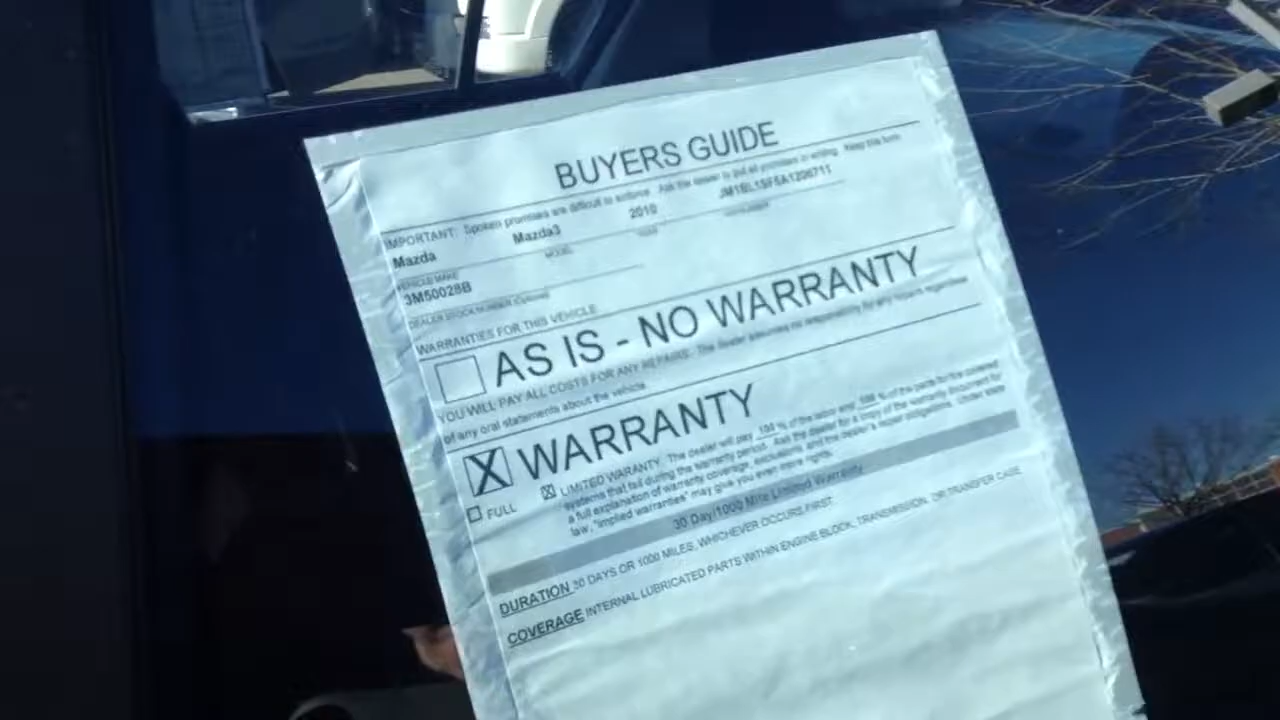 BUYERS GUIDE
IMPORTANT: Spoken promises are difficult to enforce. Ask the dealer to put all promises in writing. Keep this form.
Mazda Mazda3 2010
VEHICLE MAKE MODEL YEAR
3M50028B
DEALER STOCK NUMBER (Optional)
WARRANTIES FOR THIS VEHICLE:
AS IS - NO WARRANTY
YOU WILL PAY ALL COSTS FOR ANY REPAIRS. The dealer assumes no responsibility for any repairs regardless
of any oral statements about the vehicle.
X WARRANTY
FULL
X LIMITED WARRANTY. The dealer will pay 100 % of the labor and 100 % of the parts for the covered
systems that fail during the warranty period. Ask the dealer for a copy of the warranty document for
a full explanation of warranty coverage, exclusions, and the dealer's repair obligations. Under state
law, "implied warranties" may give you even more rights.
30 Day/1000 Mile Limited Warranty
DURATION 30 DAYS OR 1000 MILES, WHICHEVER OCCURS FIRST
COVERAGE INTERNAL LUBRICATED PARTS WITHIN ENGINE BLOCK, TRANSMISSION, OR TRANSFER CASE